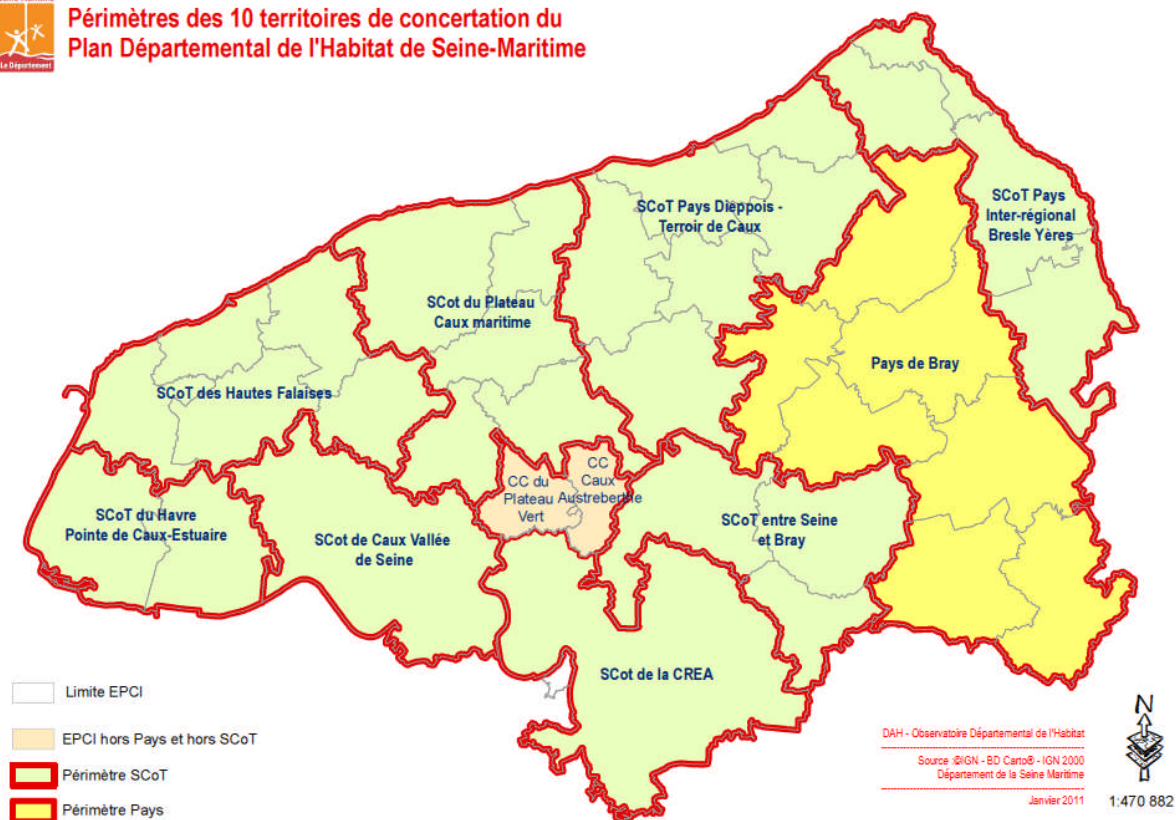 Périmètres des 10 territoires de concertation du
Plan Départemental de l'Habitat de Seine-Maritime
Le Département
SCoT Pays
Inter-régional
Bresle Yères
SCoT Pays Dieppois -
Terroir de Caux
SCot du Plateau
Caux maritime
Pays de Bray
SCoT des Hautes Falaises
CC du
Plateau
Vert
CC
Caux
Austreberthe
SCoT du Havre
Pointe de Caux-Estuaire
SCot de Caux Vallée
de Seine
SCoT entre Seine
et Bray
SCot de la CREA
Limite EPCI
EPCI hors Pays et hors SCoT
Périmètre SCoT
Périmètre Pays
DAH - Observatoire Départemental de l'Habitat
Source :©IGN - BD Carto® - IGN 2000
Département de la Seine Maritime
Janvier 2011
N
1:470 882